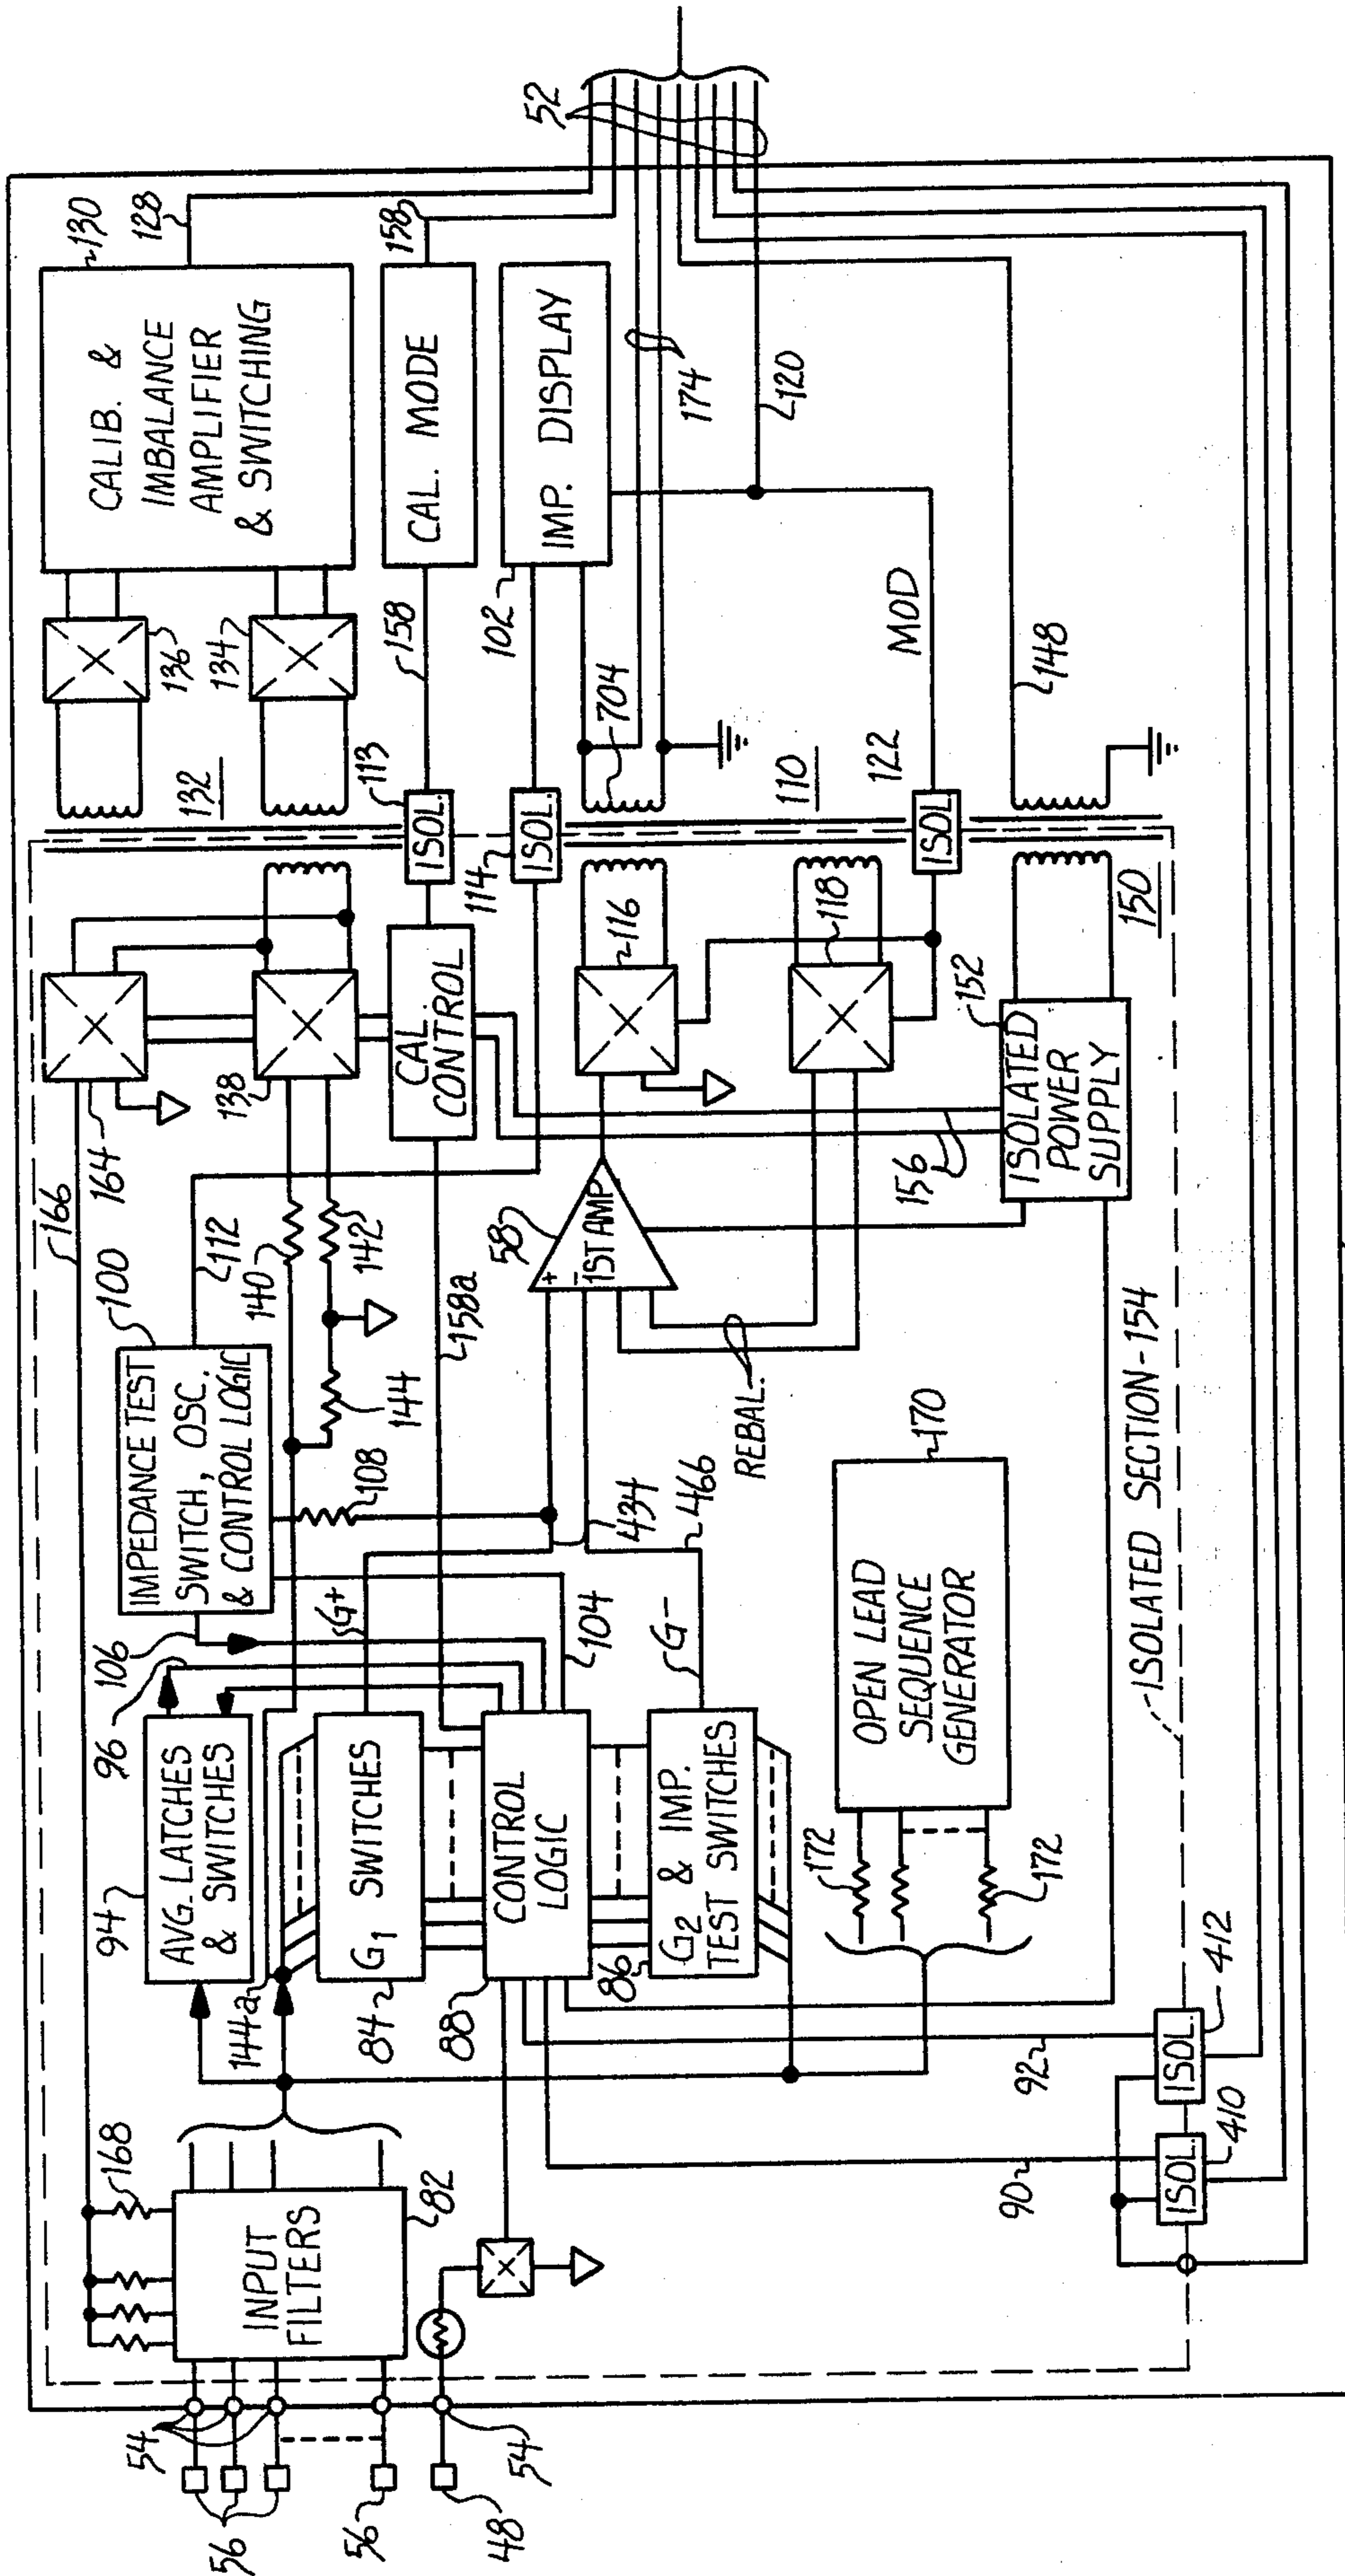 CALIB. &
IMBALANCE
AMPLIFIER
& SWITCHING
130
128
136
134
132
CAL. MODE
158
158
IMP. DISPLAY
102
52
174
120
704
110
MOD
122
148
113
ISOL.
114
ISOL.
ISOL.
150
166
164
138
CAL.
CONTROL
116
118
152
ISOLATED
POWER
SUPPLY
156
100
112
140
142
144
108
158a
IMPEDANCE TEST
SWITCH, OSC.
& CONTROL LOGIC
58
+
−
1ST AMP
REBAL.
434
466
106
96
104
G+
G−
94
AVG. LATCHES
& SWITCHES
144a
G1 SWITCHES
84
CONTROL
LOGIC
88
G2 & IMP.
TEST SWITCHES
86
OPEN LEAD
SEQUENCE
GENERATOR
170
172
172
ISOLATED SECTION-154
168
INPUT
FILTERS
82
92
90
ISOL.
412
ISOL.
410
54
54
56
56
48